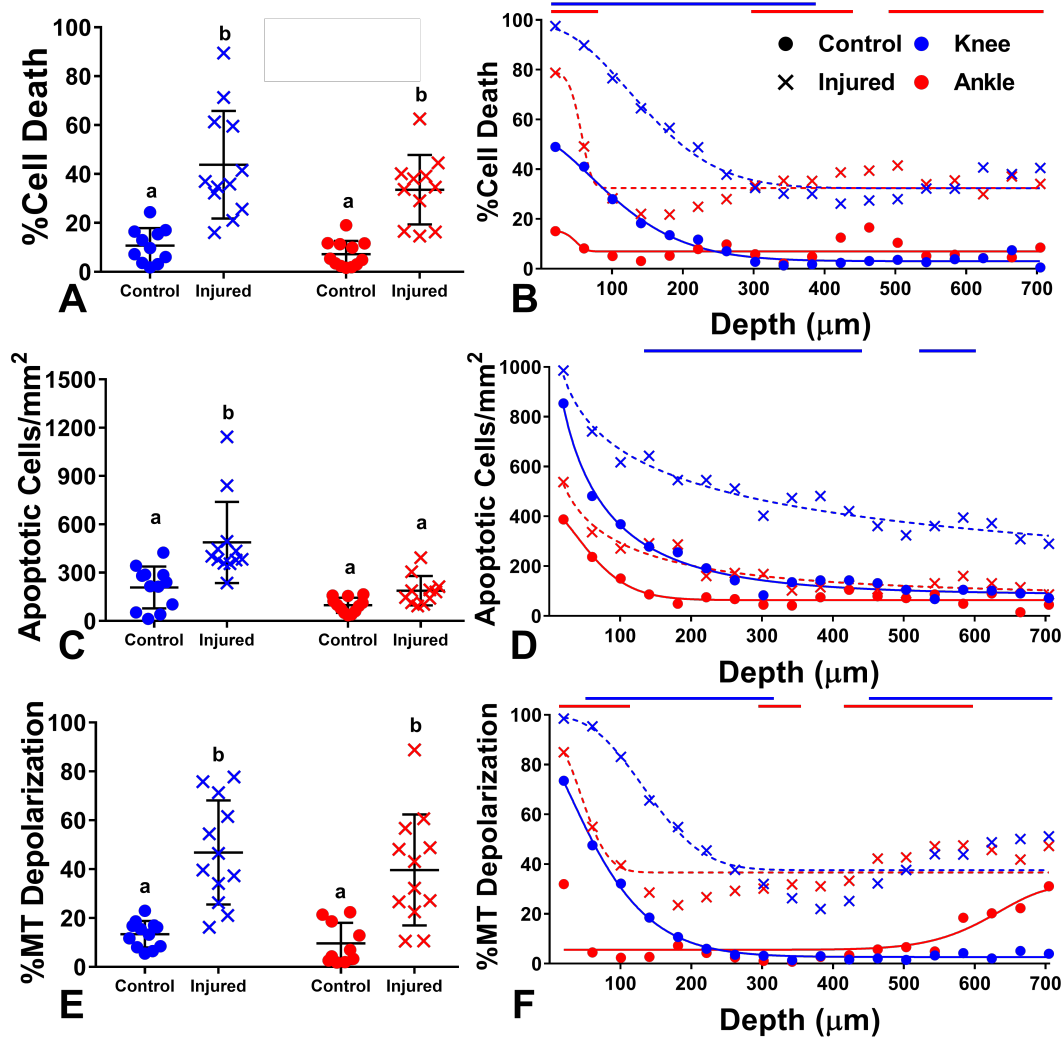 %Cell Death
100
80
60
40
20
0
a
b
a
b
Control
Injured
Control
Injured
A
%Cell Death
100
80
60
40
20
0
Control
Knee
Injured
Ankle
100 200 300 400 500 600 700
Depth (μm)
B
Apoptotic Cells/mm²
1500
1200
900
600
300
0
a
b
a
a
Control
Injured
Control
Injured
C
Apoptotic Cells/mm²
1000
800
600
400
200
0
100 200 300 400 500 600 700
Depth (μm)
D
%MT Depolarization
100
80
60
40
20
0
a
b
a
b
Control
Injured
Control
Injured
E
%MT Depolarization
100
80
60
40
20
0
100 200 300 400 500 600 700
Depth (μm)
F